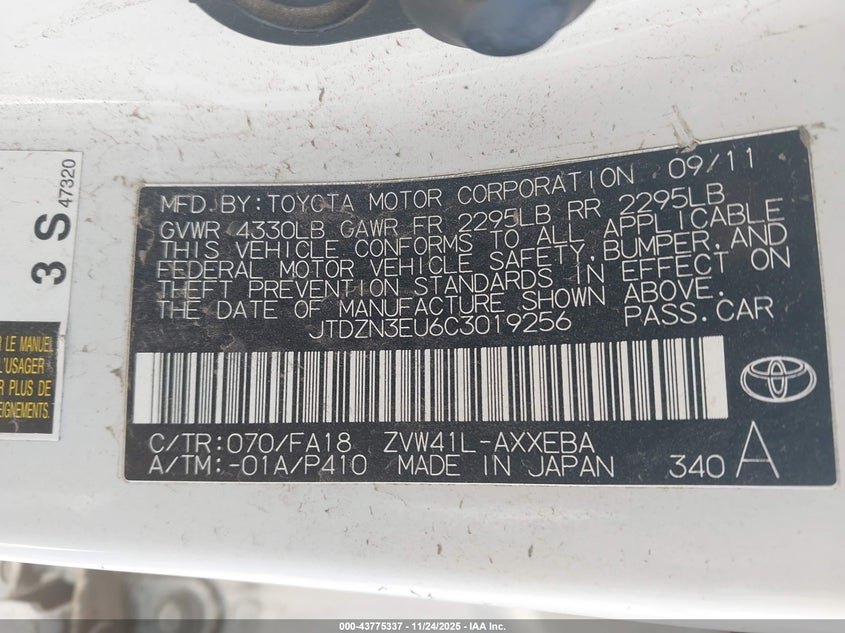 MFD.BY:TOYOTA MOTOR CORPORATION 09/11
GVWR 4330LB GAWR FR 2295LB RR 2295LB
THIS VEHICLE CONFORMS TO ALL APPLICABLE
FEDERAL MOTOR VEHICLE SAFETY,BUMPER,AND
THEFT PREVENTION STANDARDS IN EFFECT ON
THE DATE OF MANUFACTURE SHOWN ABOVE.
JTDZN3EU6C3019256 PASS.CAR
C/TR:070/FA18 ZVW41L-AXXEBA
A/TM:-01A/P410 MADE IN JAPAN 340 A
3 S 47320
LE MANUEL
L'USAGER
R PLUS DE
EIGNEMENTS.
000-43775337 - 11/24/2025 - IAA Inc.